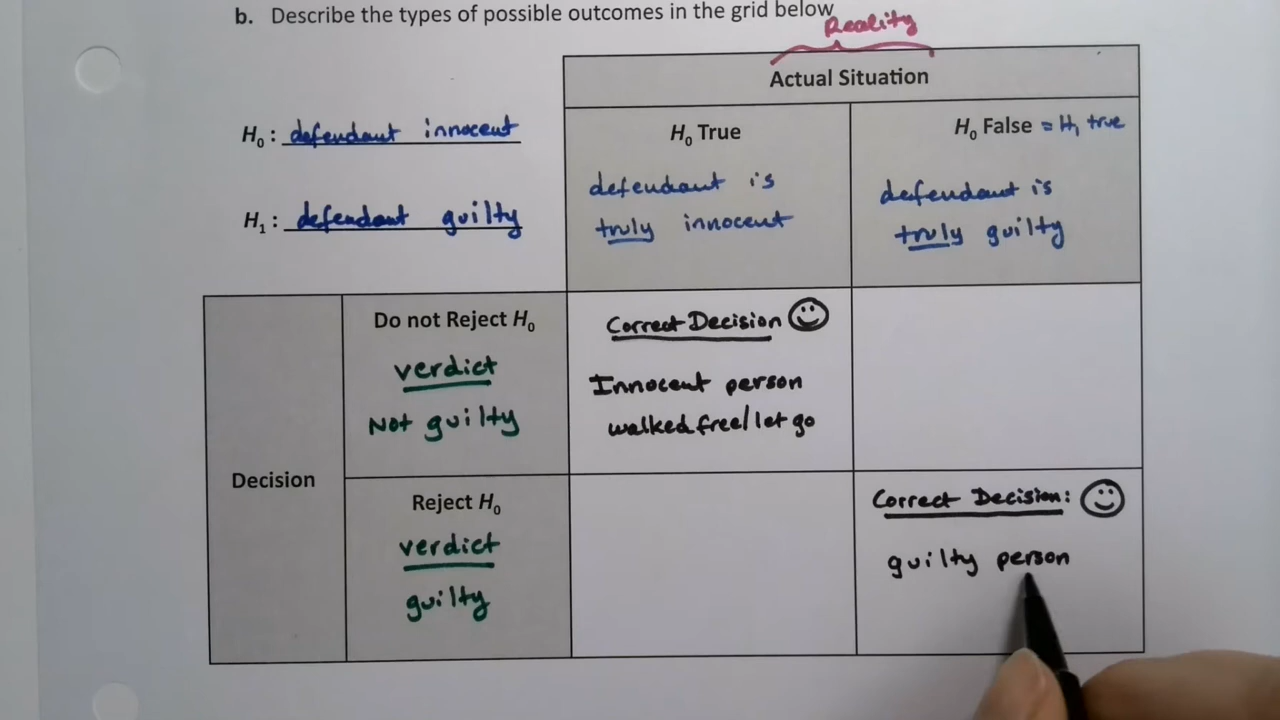 b. Describe the types of possible outcomes in the grid below
Reality
Actual Situation
H₀: defendant innocent
H₁: defendant guilty
H₀ True
defendant is
truly innocent
H₀ False = H₁ true
defendant is
truly guilty
Decision
Do not Reject H₀
verdict
Not guilty
Correct Decision ☺
Innocent person
walked free/let go
Reject H₀
verdict
guilty
Correct Decision: ☺
guilty person